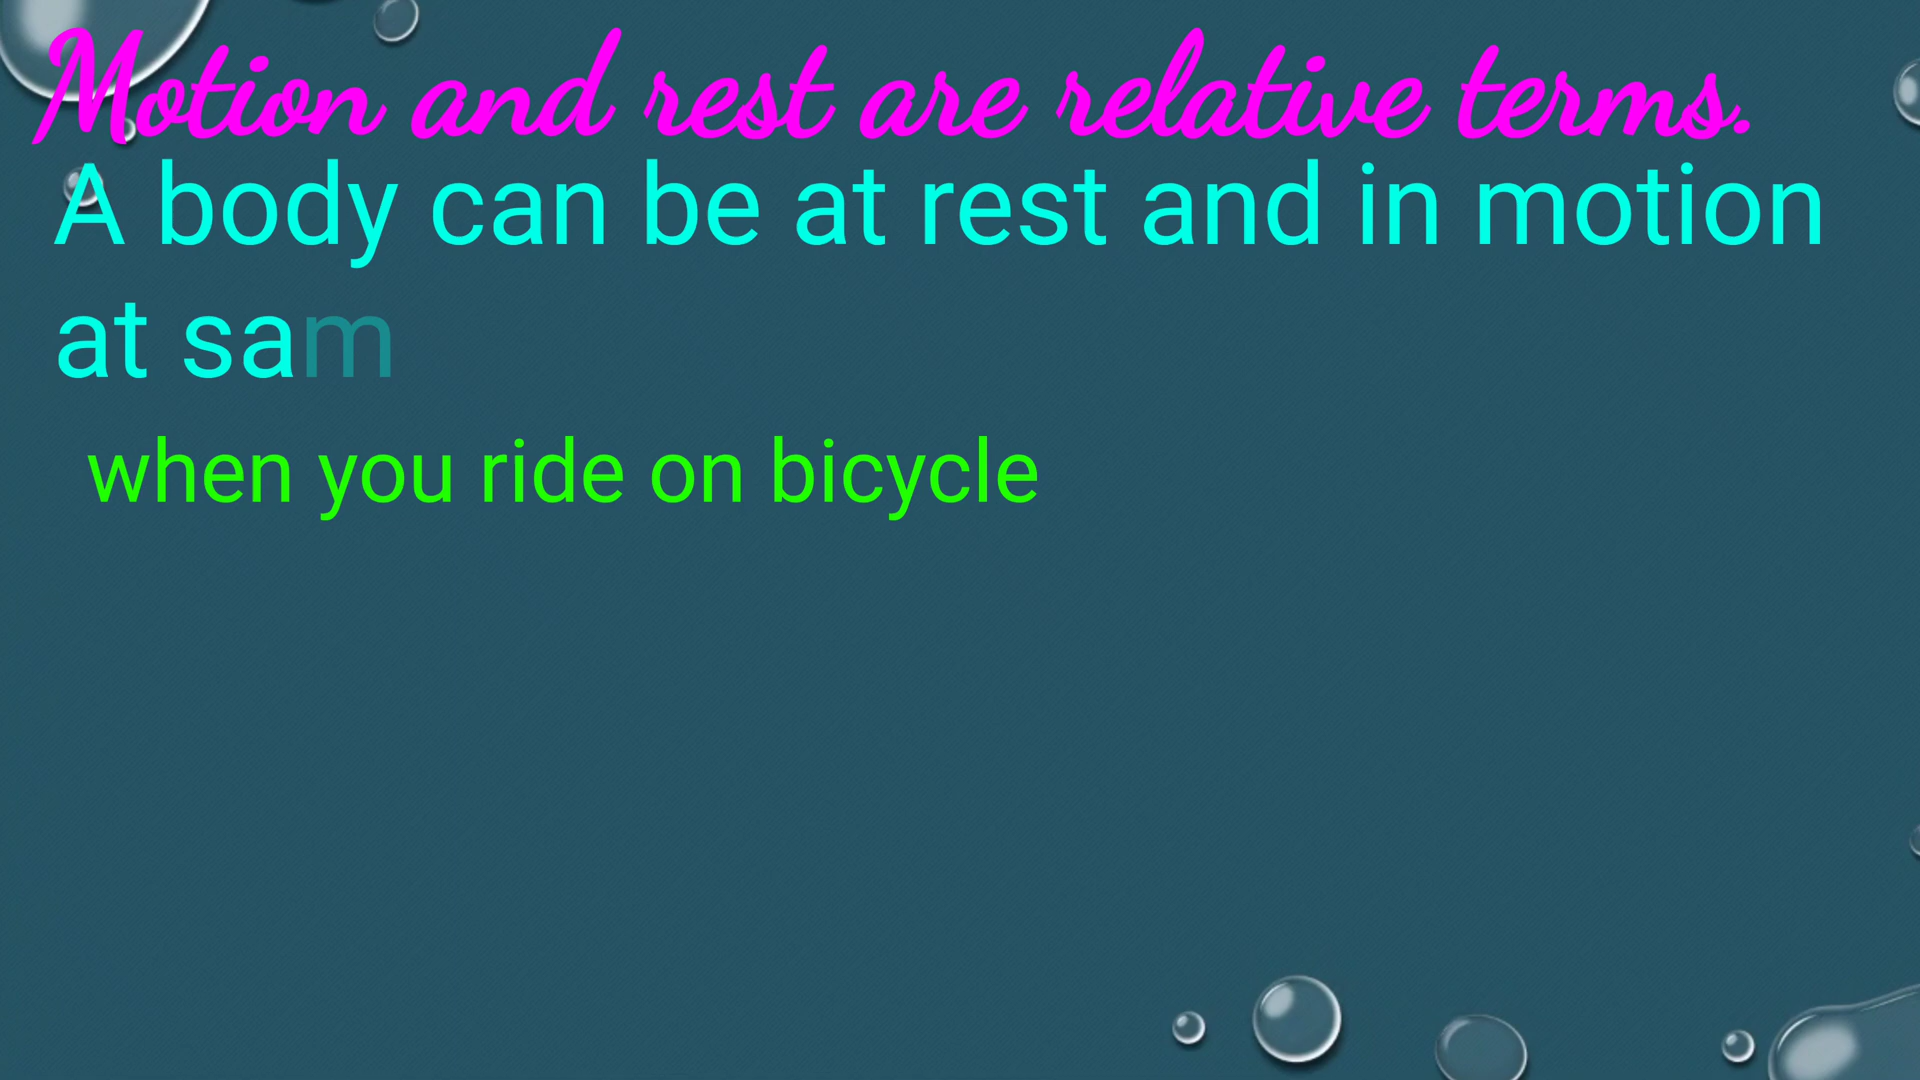 Motion and rest are relative terms.
A body can be at rest and in motion
at sam
when you ride on bicycle